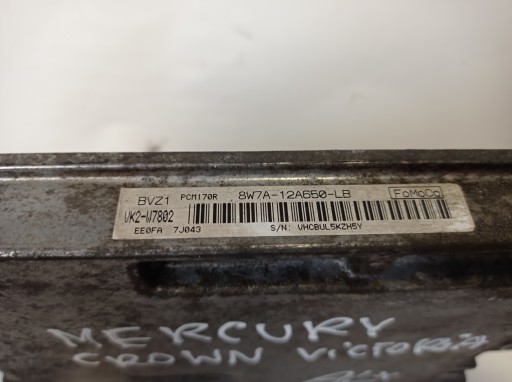 BVZ1 PCM170R 8W7A-12A650-LB FoMoCo
VK2-W7802
EE0FA 7J043 S/N: VHCBUL5KZH5Y
MERCURY
CROWN VICTORIA